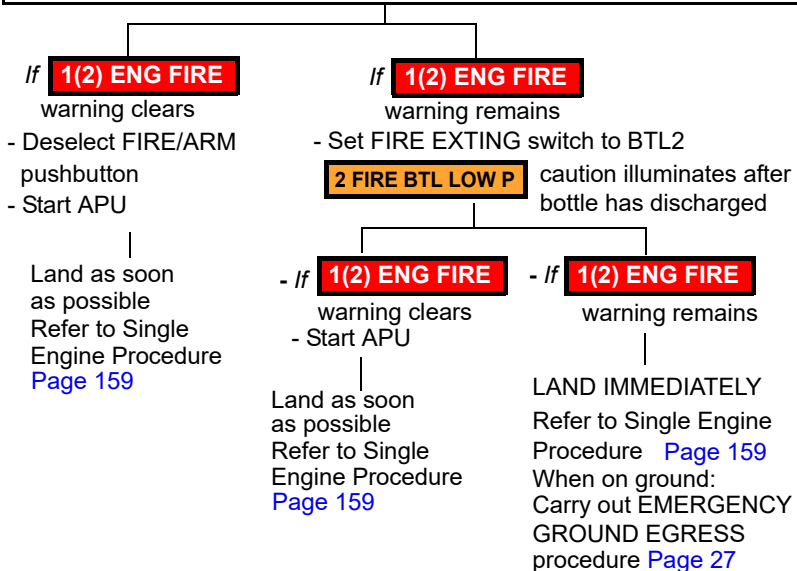 If 1(2) ENG FIRE
warning clears
- Deselect FIRE/ARM
pushbutton
- Start APU
Land as soon
as possible
Refer to Single
Engine Procedure
Page 159
If 1(2) ENG FIRE
warning remains
- Set FIRE EXTING switch to BTL2
2 FIRE BTL LOW P caution illuminates after
bottle has discharged
- If 1(2) ENG FIRE
warning clears
- Start APU
Land as soon
as possible
Refer to Single
Engine Procedure
Page 159
- If 1(2) ENG FIRE
warning remains
LAND IMMEDIATELY
Refer to Single Engine
Procedure Page 159
When on ground:
Carry out EMERGENCY
GROUND EGRESS
procedure Page 27